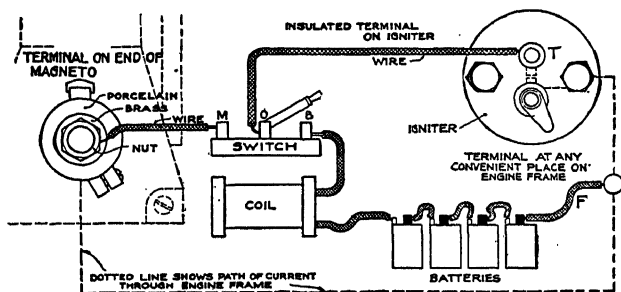 INSULATED TERMINAL
ON IGNITER
WIRE
T
TERMINAL ON END OF
MAGNETO
PORCELAIN
BRASS
WIRE
NUT
M
O
B
SWITCH
IGNITER
TERMINAL AT ANY
CONVENIENT PLACE ON
ENGINE FRAME
F
COIL
BATTERIES
DOTTED LINE SHOWS PATH OF CURRENT
THROUGH ENGINE FRAME